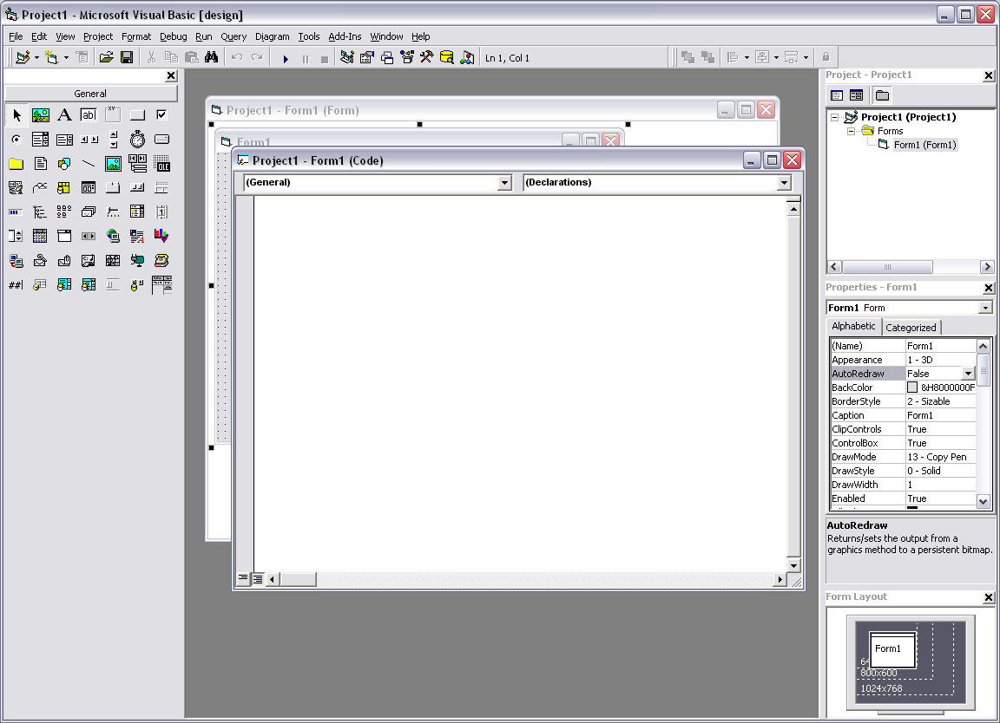 Project1 - Microsoft Visual Basic [design]
File Edit View Project Format Debug Run Query Diagram Tools Add-Ins Window Help
Ln 1, Col 1
General
Project1 - Form1 (Form)
Form1
Project1 - Form1 (Code)
(General) (Declarations)
Project - Project1
Project1 (Project1)
Forms
Form1 (Form1)
Properties - Form1
Form1 Form
Alphabetic Categorized
(Name) Form1
Appearance 1 - 3D
AutoRedraw False
BackColor &H8000000F
BorderStyle 2 - Sizable
Caption Form1
ClipControls True
ControlBox True
DrawMode 13 - Copy Pen
DrawStyle 0 - Solid
DrawWidth 1
Enabled True
AutoRedraw
Returns/sets the output from a
graphics method to a persistent bitmap.
Form Layout
Form1
800x600
1024x768